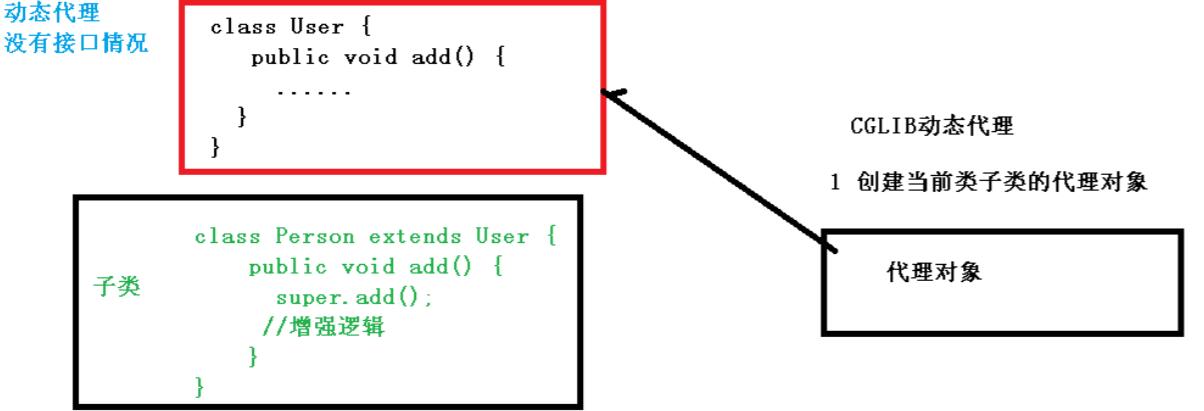 动态代理
没有接口情况
class User {
public void add() {
......
}
}
CGLIB动态代理
1 创建当前类子类的代理对象
代理对象
子类
class Person extends User {
public void add() {
super.add();
//增强逻辑
}
}